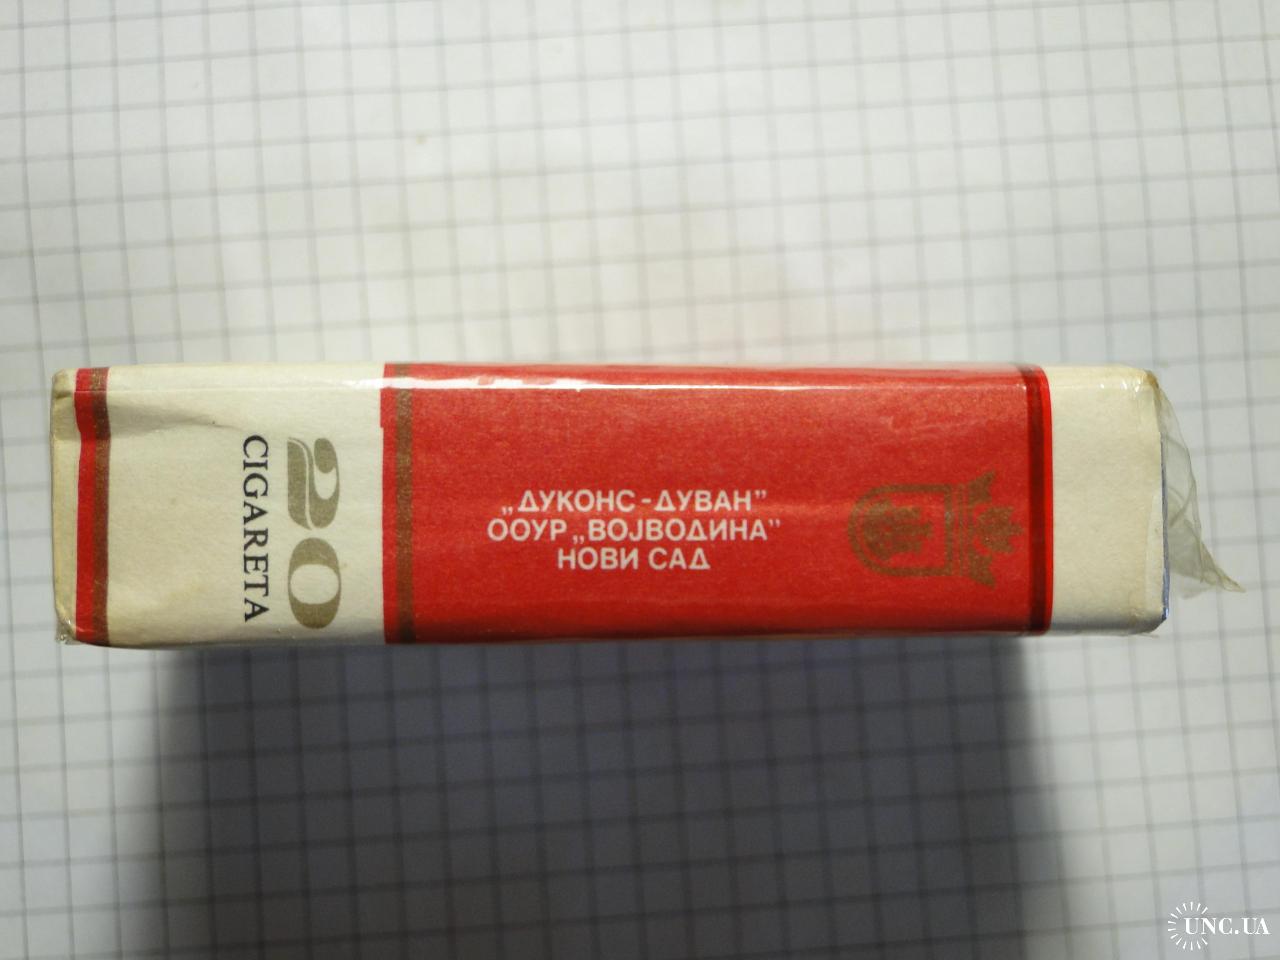 20
CIGARETA
„ДУКОНС-ДУВАН”
ООУР „ВОЈВОДИНА”
НОВИ САД
UNC.UA